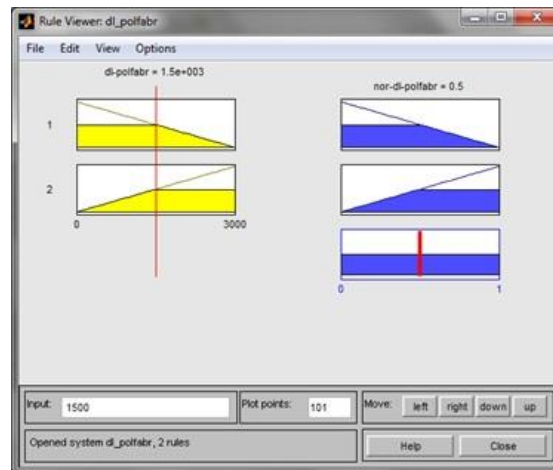 Rule Viewer: dl_polfabr
File Edit View Options
dl-polfabr = 1.5e+003
nor-dl-polfabr = 0.5
1
2
0 3000
0 1
Input: 1500
Plot points: 101
Move: left right down up
Opened system dl_polfabr, 2 rules
Help Close